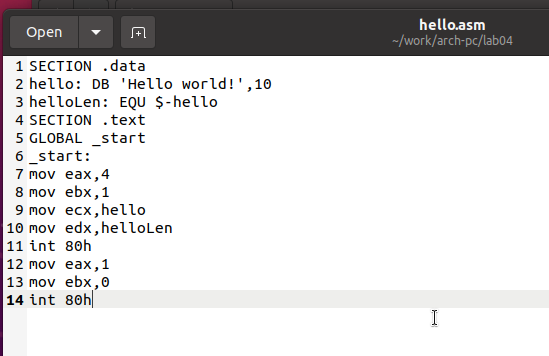 Open
hello.asm
~/work/arch-pc/lab04
1 SECTION .data
2 hello: DB 'Hello world!',10
3 helloLen: EQU $-hello
4 SECTION .text
5 GLOBAL _start
6 _start:
7 mov eax,4
8 mov ebx,1
9 mov ecx,hello
10 mov edx,helloLen
11 int 80h
12 mov eax,1
13 mov ebx,0
14 int 80h